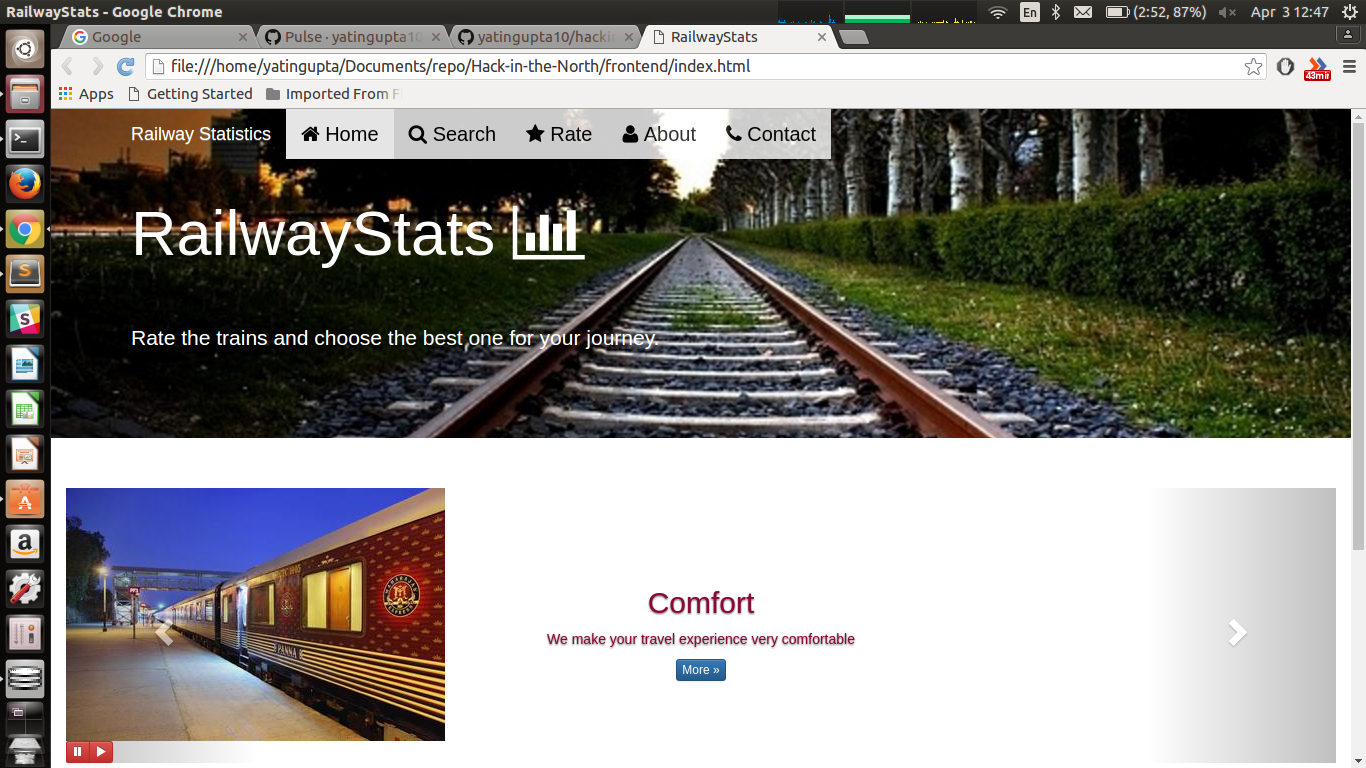 RailwayStats - Google Chrome
En (2:52, 87%) Apr 3 12:47
Google Pulse · yatingupta10 yatingupta10/hackin RailwayStats
file:///home/yatingupta/Documents/repo/Hack-in-the-North/frontend/index.html
43min
Apps Getting Started Imported From F
Railway Statistics Home Search Rate About Contact
RailwayStats
Rate the trains and choose the best one for your journey.
Comfort
We make your travel experience very comfortable
More »
PANNA